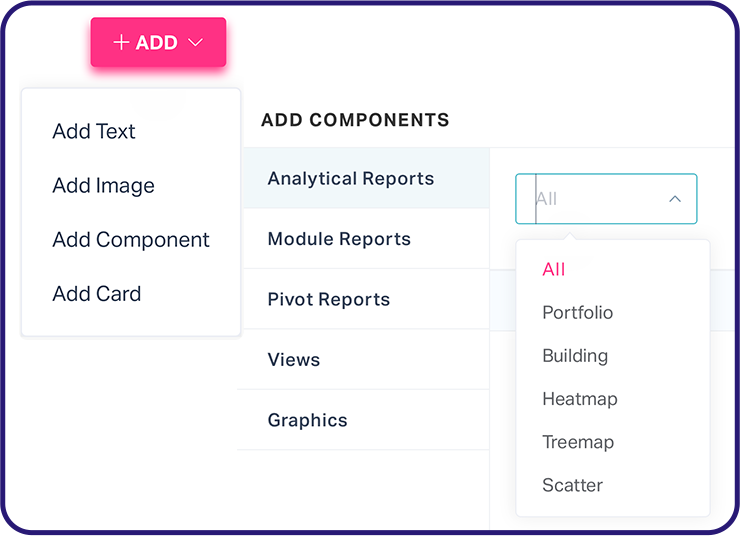 + ADD
Add Text
Add Image
Add Component
Add Card
ADD COMPONENTS
Analytical Reports
Module Reports
Pivot Reports
Views
Graphics
All
All
Portfolio
Building
Heatmap
Treemap
Scatter